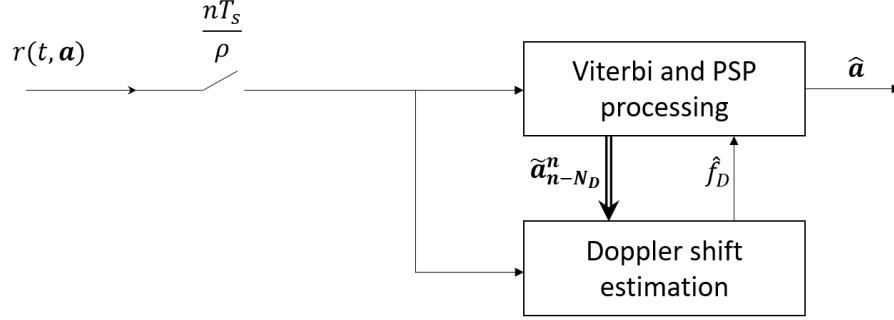 nT_s
ρ
r(t, a)
Viterbi and PSP
processing
â
ã^n_{n−N_D}
f̂_D
Doppler shift
estimation